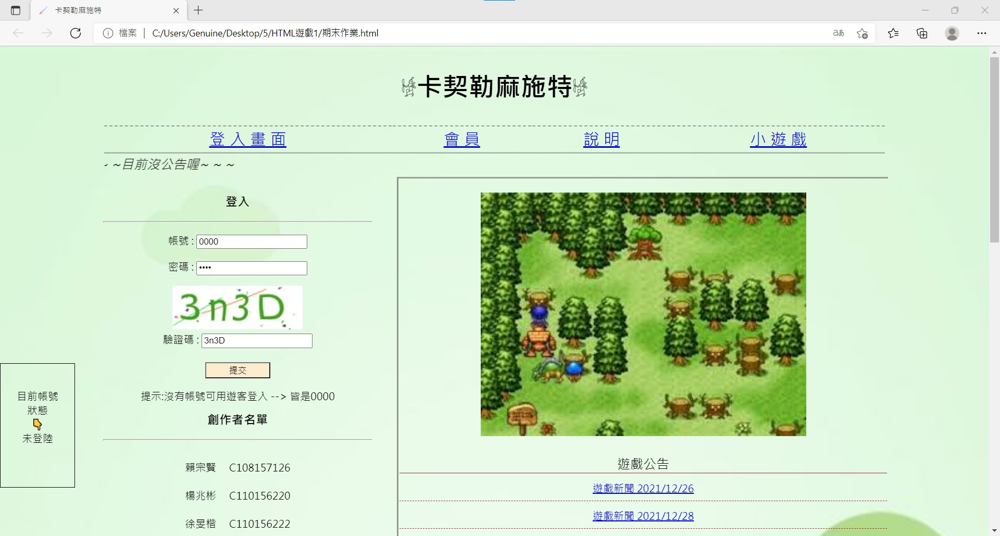 卡契勒麻施特
檔案
C:/Users/Genuine/Desktop/5/HTML遊戲1/期末作業.html
aあ
卡契勒麻施特
登入畫面 會員 說明 小遊戲
~目前沒公告喔~ ~ ~
登入
帳號 : 0000
密碼 : ••••
3n3D
驗證碼 : 3n3D
提交
提示:沒有帳號可用遊客登入 --> 皆是0000
創作者名單
賴宗賢 C108157126
楊兆彬 C110156220
徐旻楷 C110156222
目前帳號
狀態
👇
未登陸
遊戲公告
遊戲新聞 2021/12/26
遊戲新聞 2021/12/28